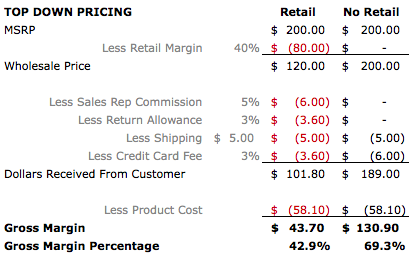 TOP DOWN PRICING Retail No Retail
MSRP $ 200.00 $ 200.00
Less Retail Margin 40% $ (80.00) $ -
Wholesale Price $ 120.00 $ 200.00
Less Sales Rep Commission 5% $ (6.00) $ -
Less Return Allowance 3% $ (3.60) $ -
Less Shipping $ 5.00 $ (5.00) $ (5.00)
Less Credit Card Fee 3% $ (3.60) $ (6.00)
Dollars Received From Customer $ 101.80 $ 189.00
Less Product Cost $ (58.10) $ (58.10)
Gross Margin $ 43.70 $ 130.90
Gross Margin Percentage 42.9% 69.3%